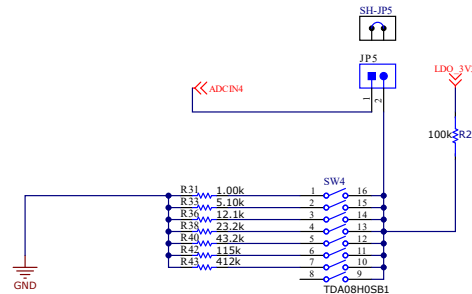 SH-JP5
JP5
LDO_3V
ADCIN4
1
2
100k R2
SW4
R31 1.00k 1 16
R33 5.10k 2 15
R36 12.1k 3 14
R38 23.2k 4 13
R40 43.2k 5 12
R42 115k 6 11
R43 412k 7 10
8 9
TDA08H0SB1
GND